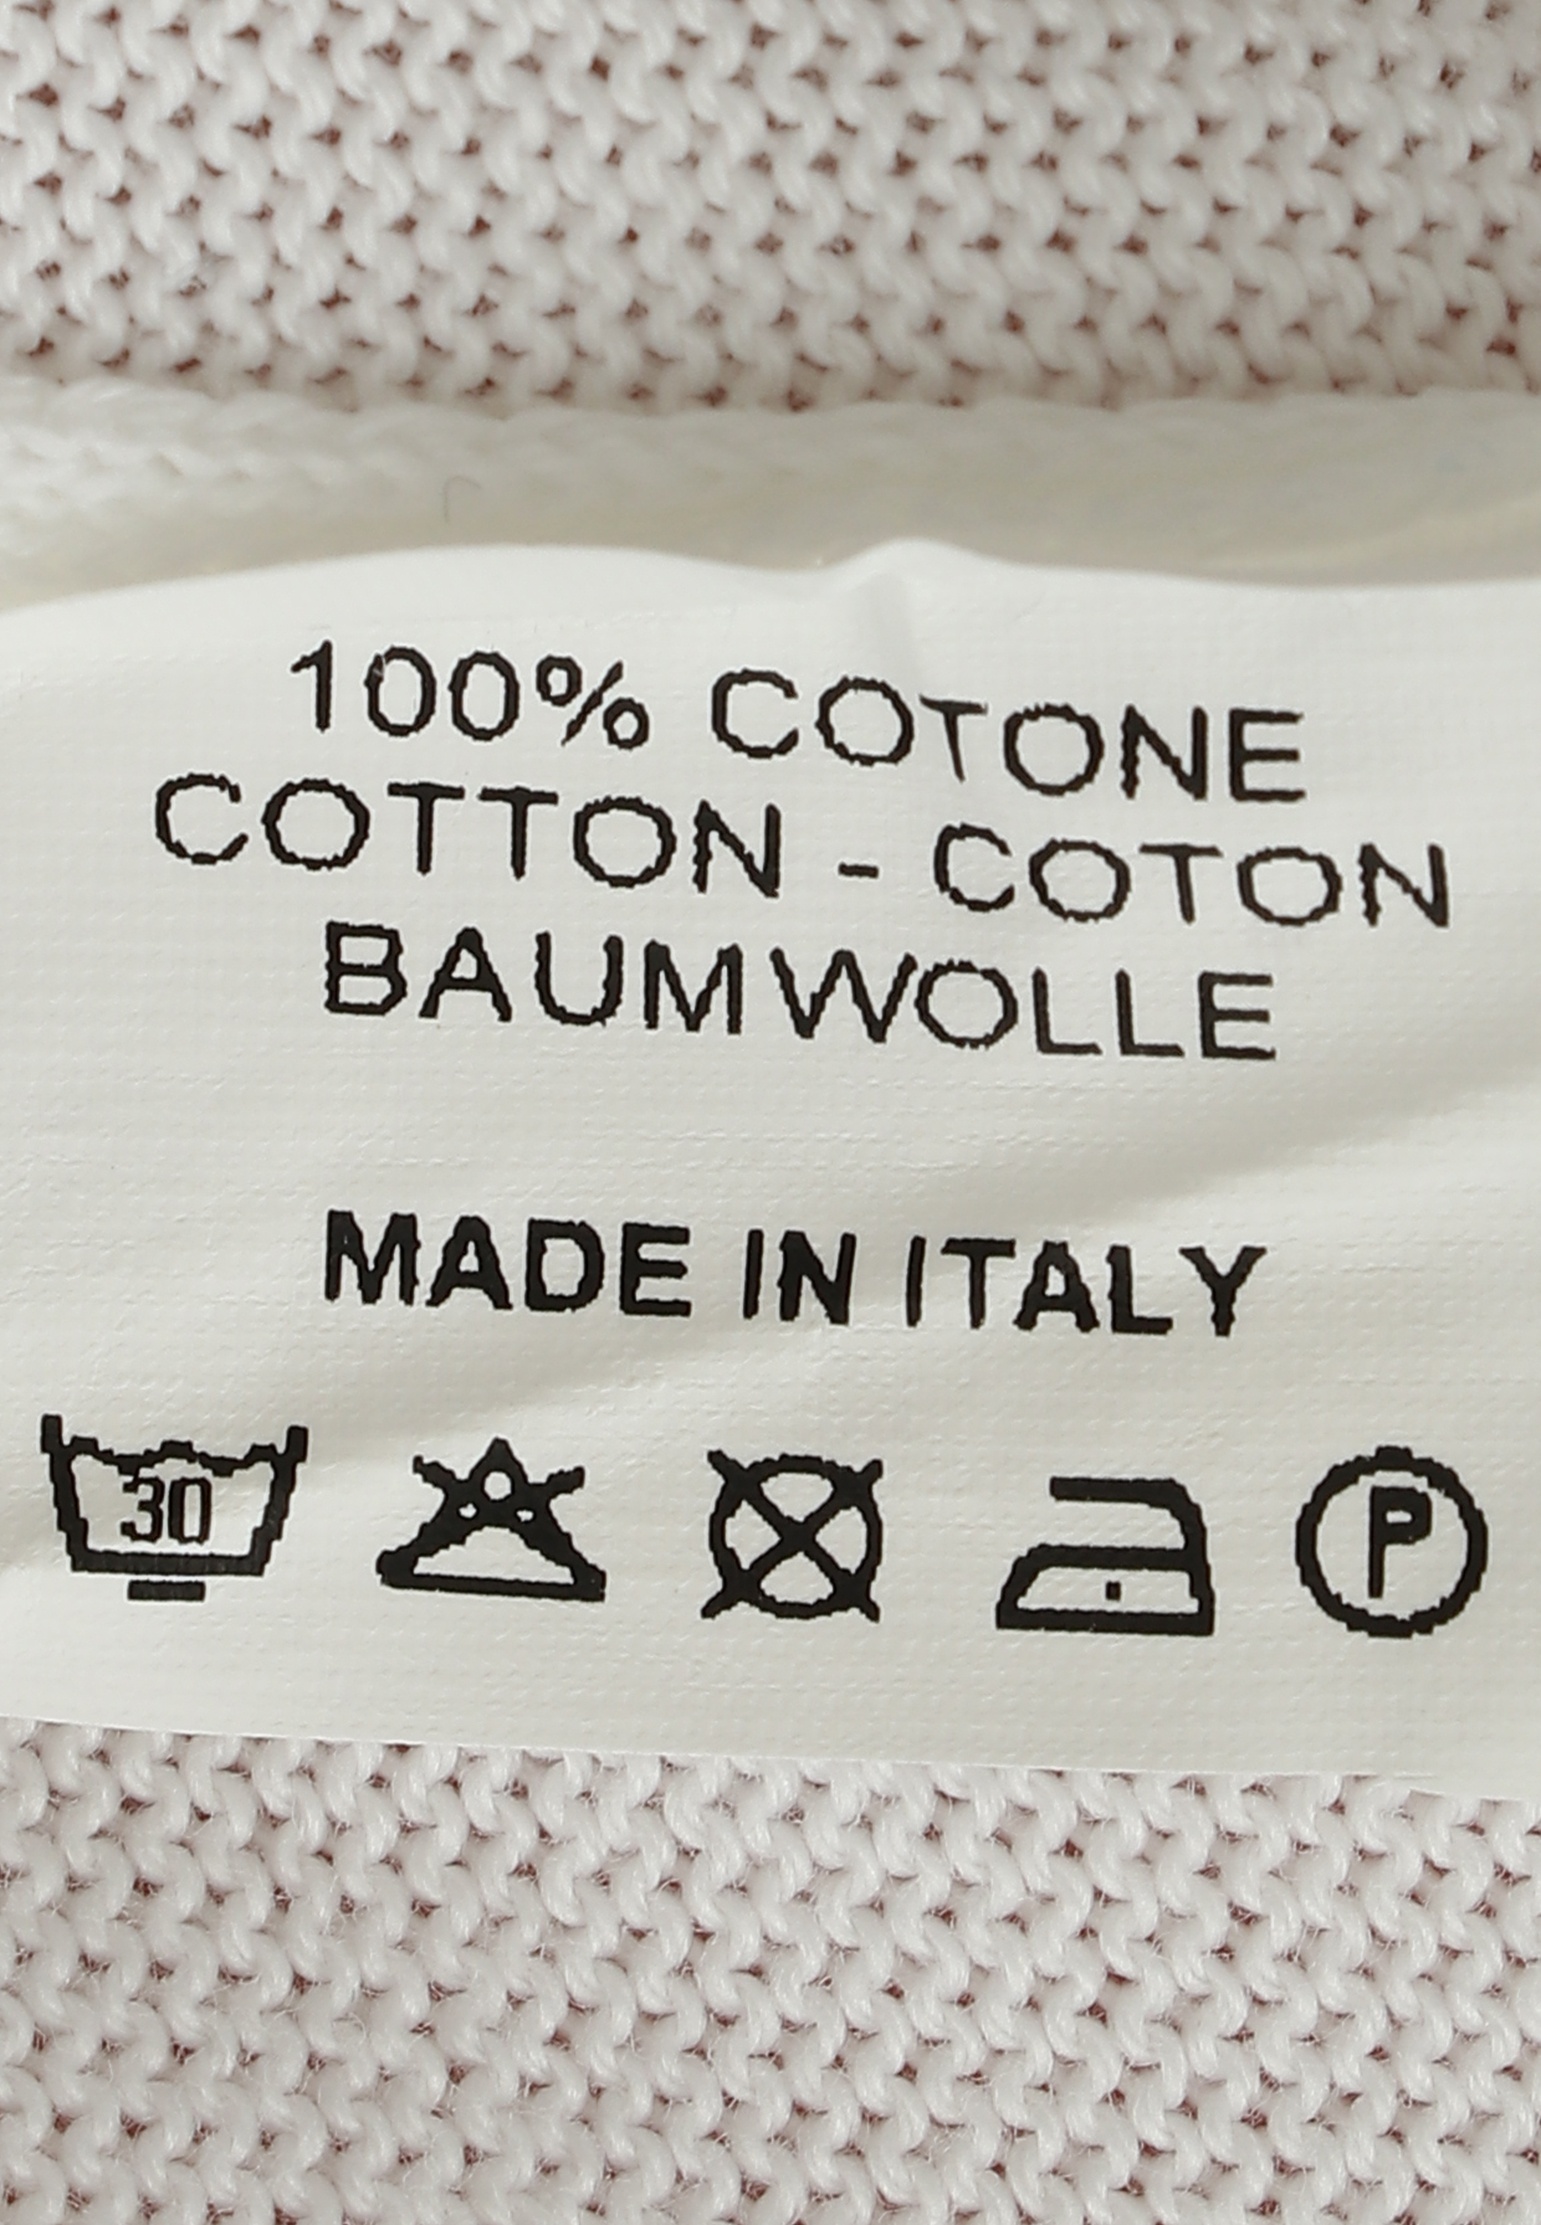 100% COTONE
COTTON - COTON
BAUMWOLLE
MADE IN ITALY
30 P